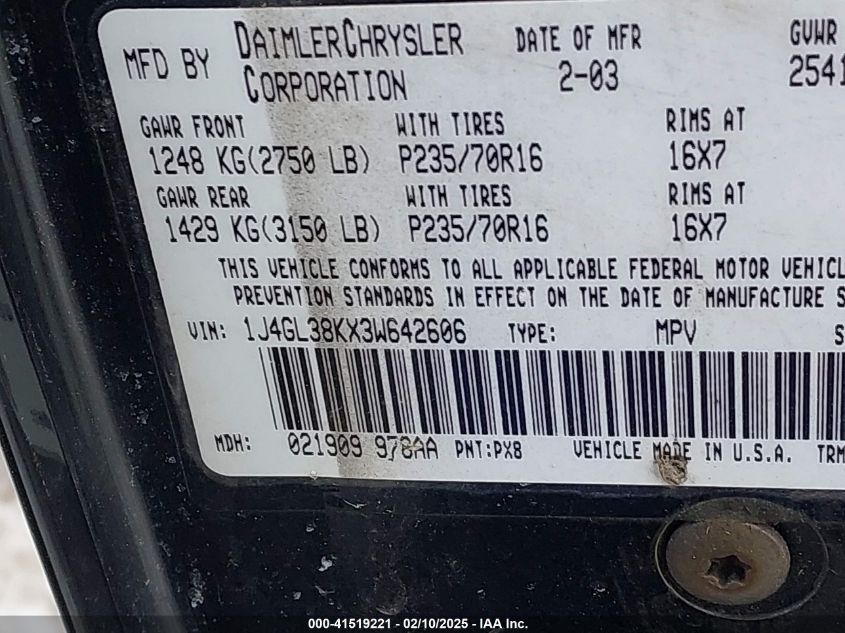 MFD BY DAIMLERCHRYSLER CORPORATION DATE OF MFR 2-03 GVWR 2541
GAWR FRONT WITH TIRES RIMS AT
1248 KG(2750 LB) P235/70R16 16X7
GAWR REAR WITH TIRES RIMS AT
1429 KG(3150 LB) P235/70R16 16X7
THIS VEHICLE CONFORMS TO ALL APPLICABLE FEDERAL MOTOR VEHICL
PREVENTION STANDARDS IN EFFECT ON THE DATE OF MANUFACTURE S
VIN: 1J4GL38KX3W642606 TYPE: MPV S
MDH: 021909 978AA PNT:PX8 VEHICLE MADE IN U.S.A. TRM
000-41519221 - 02/10/2025 - IAA Inc.